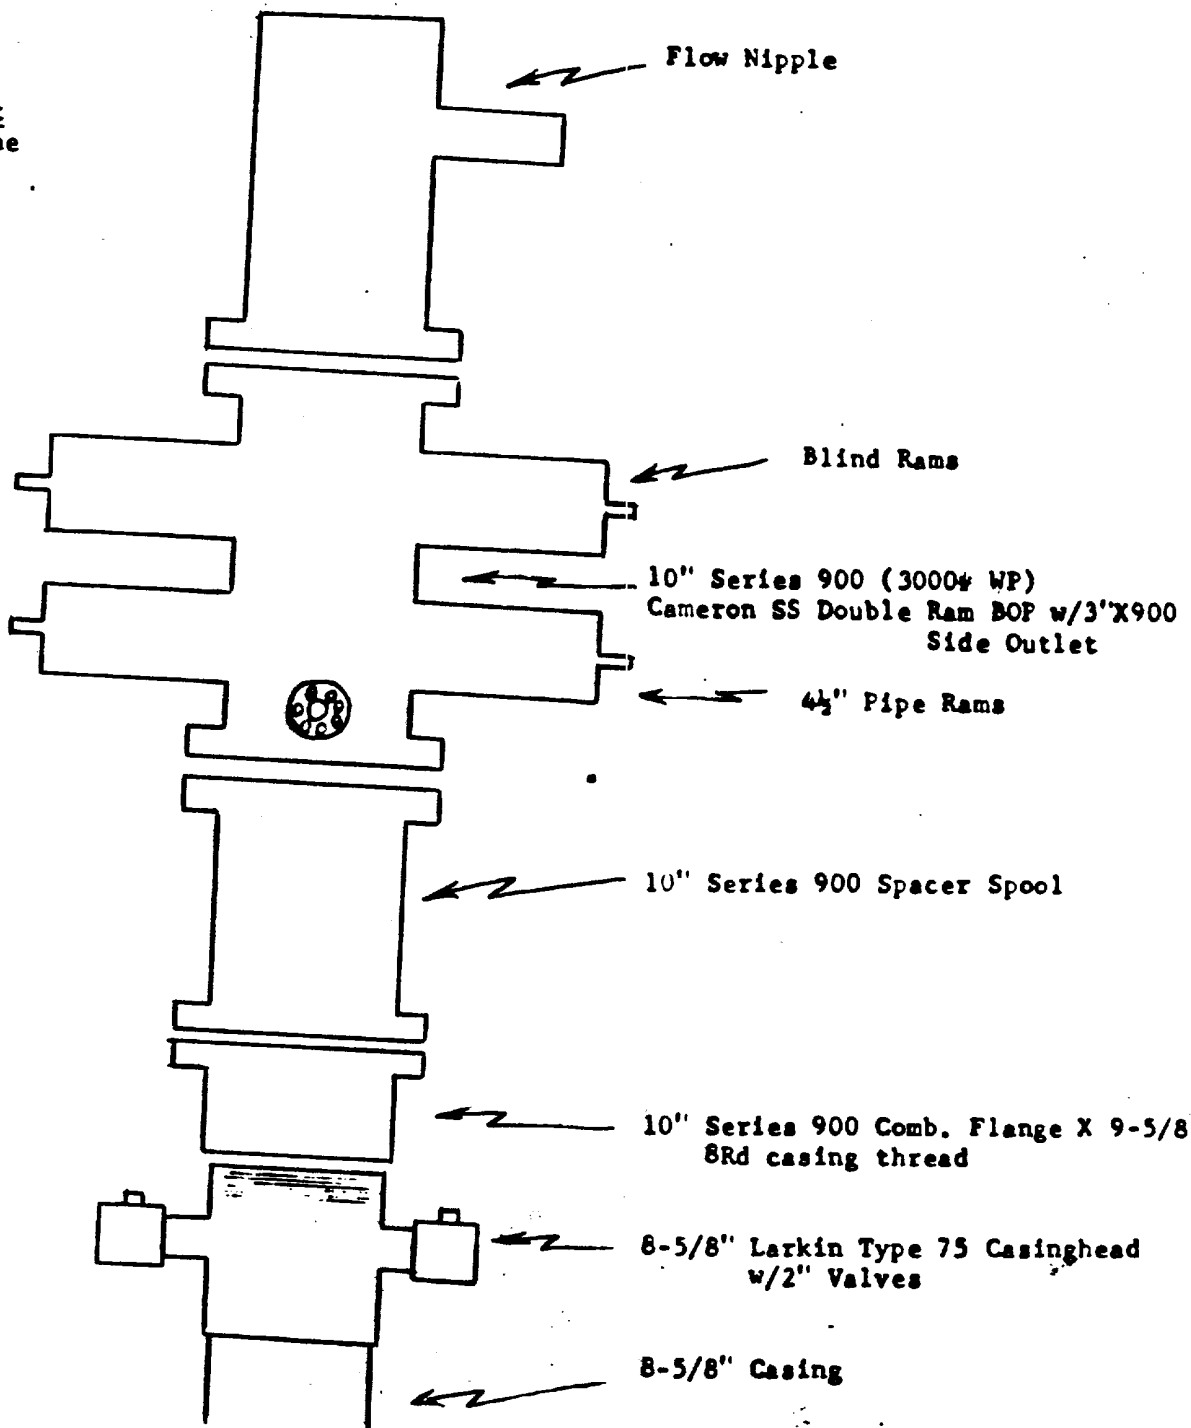 Flow Nipple
Blind Rams
10" Series 900 (3000# WP)
Cameron SS Double Ram BOP w/3"X900
Side Outlet
4½" Pipe Rams
10" Series 900 Spacer Spool
10" Series 900 Comb. Flange X 9-5/8
8Rd casing thread
8-5/8" Larkin Type 75 Casinghead
w/2" Valves
8-5/8" Casing